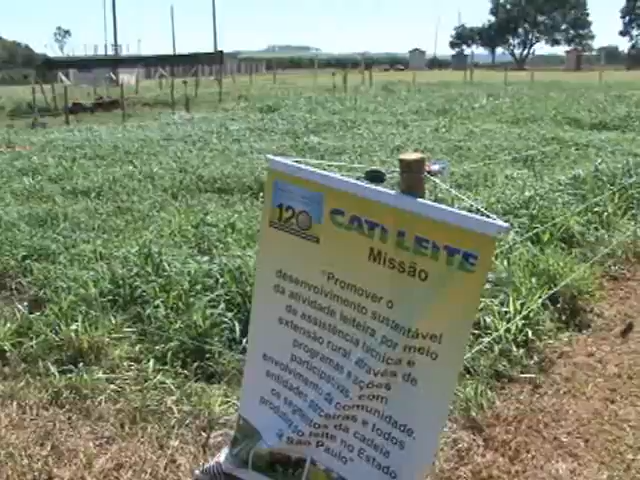 120
CATI LEITE
Missão
"Promover o
desenvolvimento sustentável
da atividade leiteira, por meio
de assistência técnica e
extensão rural, através de
programas e ações
participativas, com
envolvimento da comunidade,
entidades parceiras e todos
os segmentos da cadeia
produtiva do leite no Estado
de São Paulo"